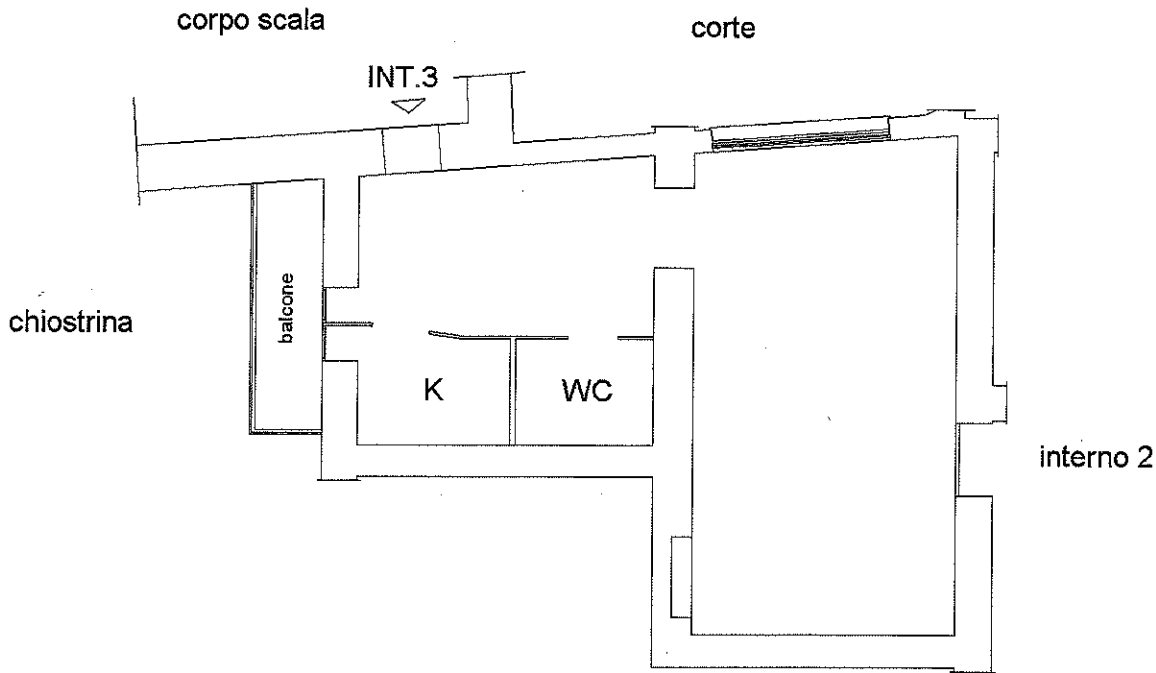 corpo scala
corte
INT.3
balcone
chiostrina
K
WC
interno 2